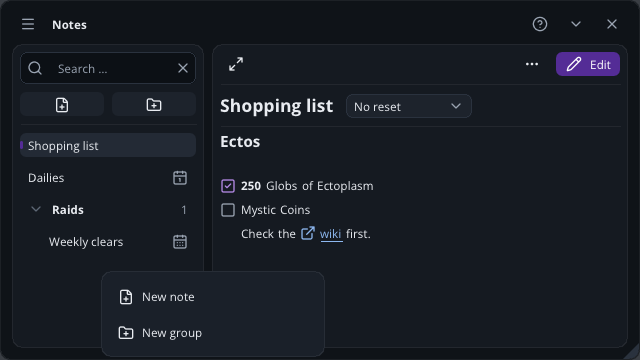 Notes
Search ...
Edit
Shopping list
No reset
Shopping list
Dailies
Raids 1
Weekly clears
Ectos
250 Globs of Ectoplasm
Mystic Coins
Check the wiki first.
New note
New group